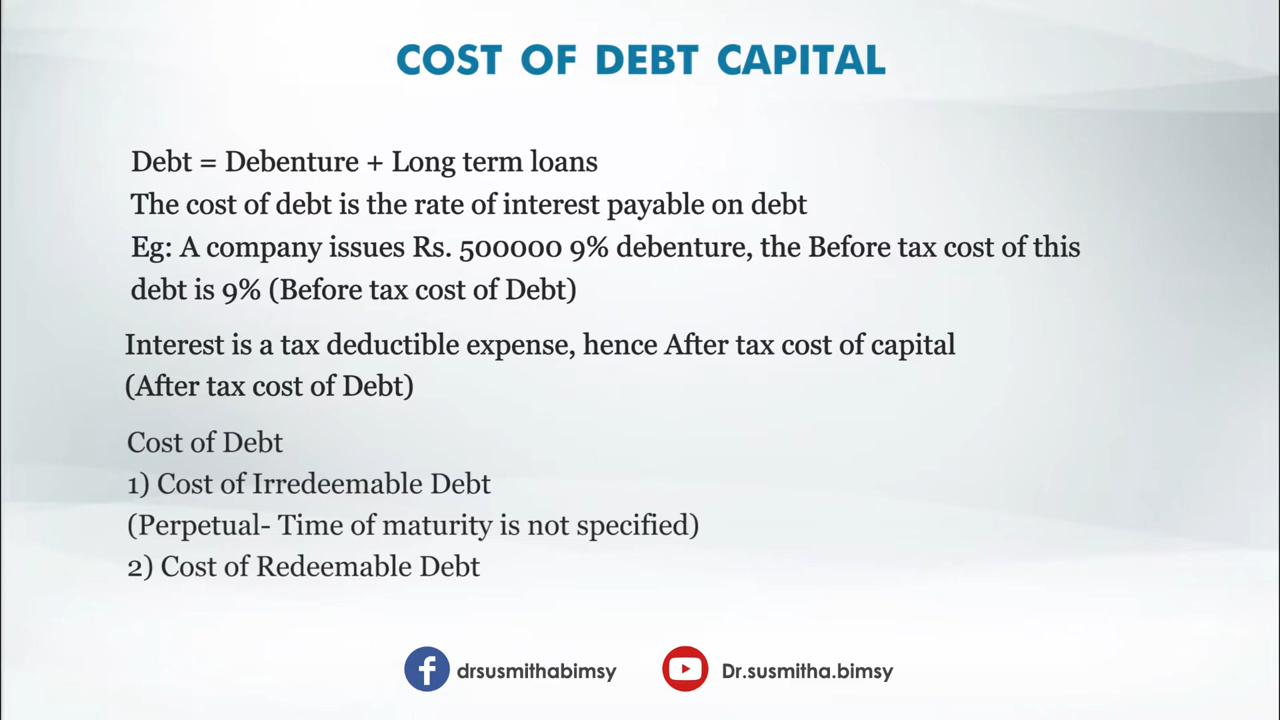 COST OF DEBT CAPITAL
Debt = Debenture + Long term loans
The cost of debt is the rate of interest payable on debt
Eg: A company issues Rs. 500000 9% debenture, the Before tax cost of this
debt is 9% (Before tax cost of Debt)
Interest is a tax deductible expense, hence After tax cost of capital
(After tax cost of Debt)
Cost of Debt
1) Cost of Irredeemable Debt
(Perpetual- Time of maturity is not specified)
2) Cost of Redeemable Debt
f drsusmithabimsy Dr.susmitha.bimsy